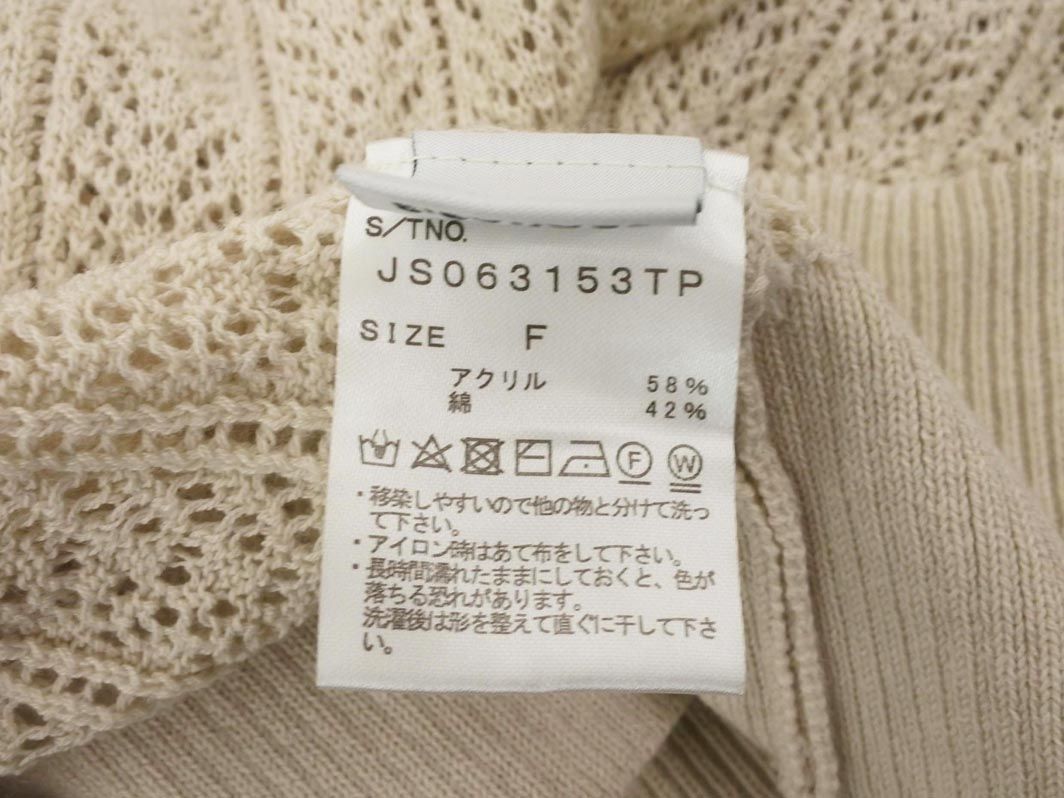 S/TNO.
JS063153TP
SIZE F
アクリル 58%
綿 42%
F W
・移染しやすいので他の物と分けて洗っ
て下さい。
・アイロン時はあて布をして下さい。
・長時間濡れたままにしておくと、色が
落ちる恐れがあります。
洗濯後は形を整えて直ぐに干して下さ
い。